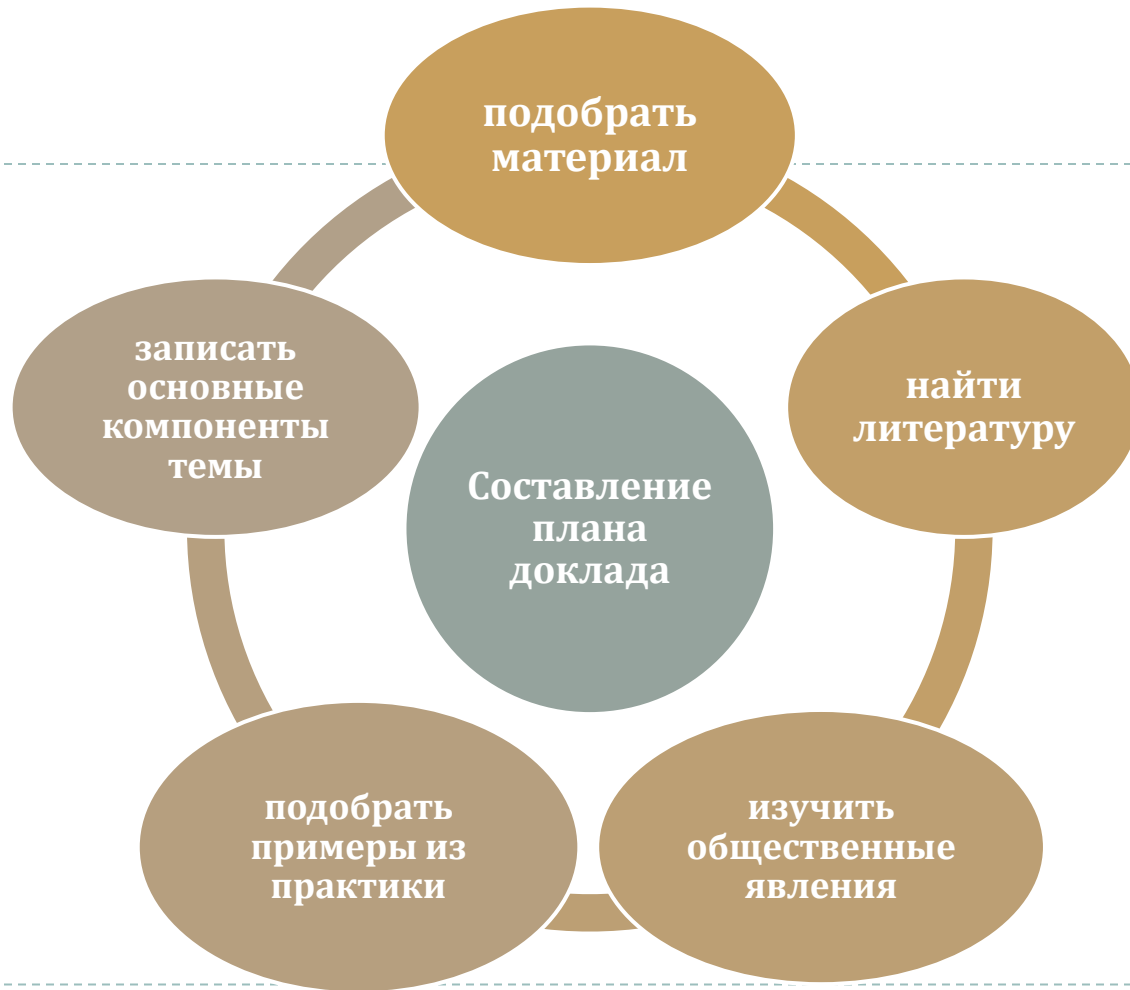 подобрать
материал
найти
литературу
изучить
общественные
явления
подобрать
примеры из
практики
записать
основные
компоненты
темы
Составление
плана
доклада